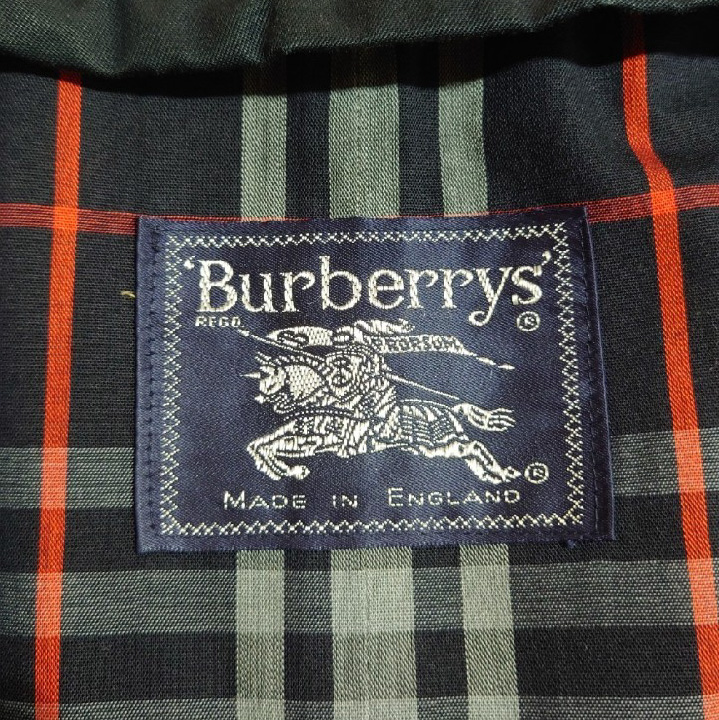 'Burberrys'
REGD. ®
PRORSUM
®
MADE IN ENGLAND